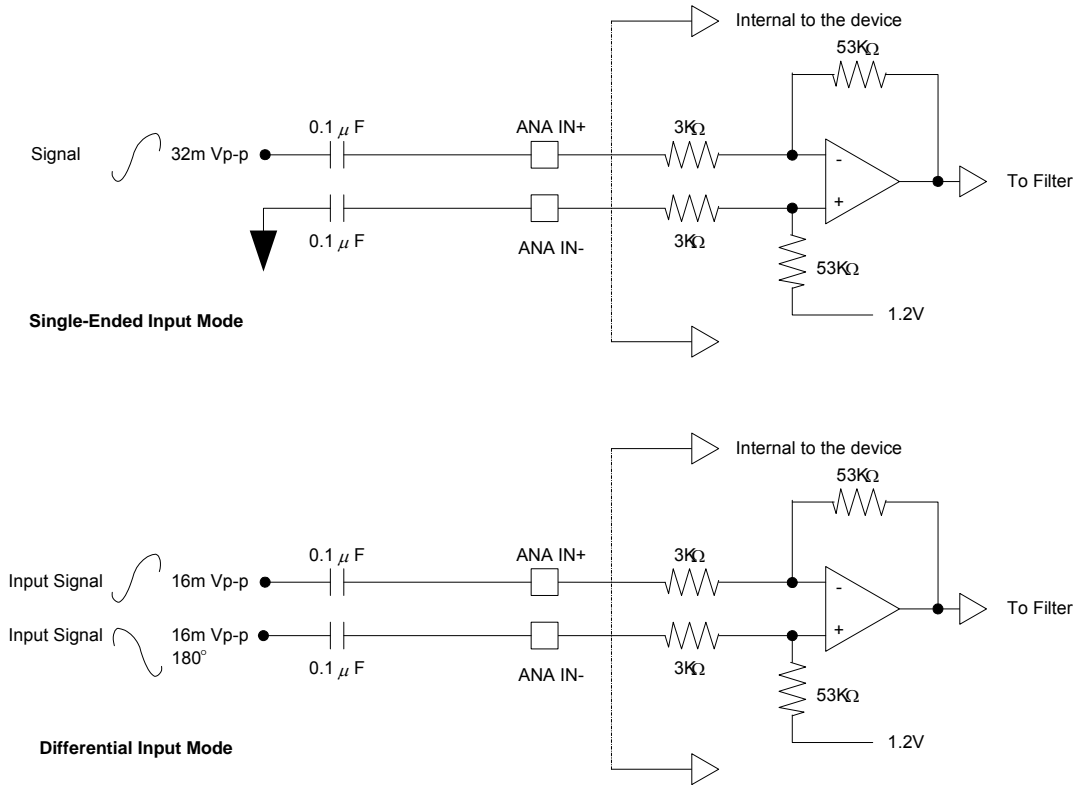 Internal to the device
53KΩ
0.1 μ F
ANA IN+
3KΩ
Signal
32m Vp-p
-
To Filter
+
0.1 μ F
ANA IN-
3KΩ
53KΩ
1.2V
Single-Ended Input Mode
Internal to the device
53KΩ
0.1 μ F
ANA IN+
3KΩ
Input Signal
16m Vp-p
-
To Filter
Input Signal
16m Vp-p
+
180°
0.1 μ F
ANA IN-
3KΩ
53KΩ
1.2V
Differential Input Mode